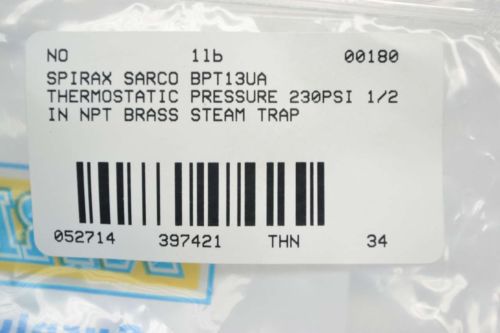 NO 1lb 00180
SPIRAX SARCO BPT13UA
THERMOSTATIC PRESSURE 230PSI 1/2
IN NPT BRASS STEAM TRAP
052714 397421 THN 34